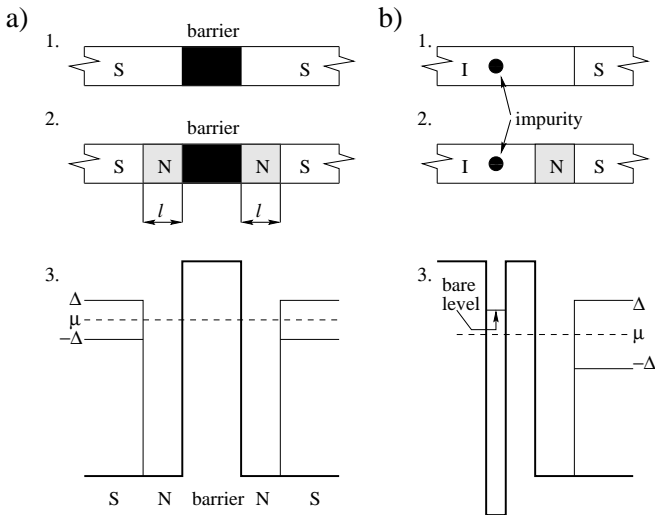 a)
1.
barrier
S
S
2.
barrier
S N N S
l l
3.
Δ
μ
−Δ
S N barrier N S
b)
1.
I S
impurity
2.
I N S
3.
bare
level
Δ
μ
−Δ